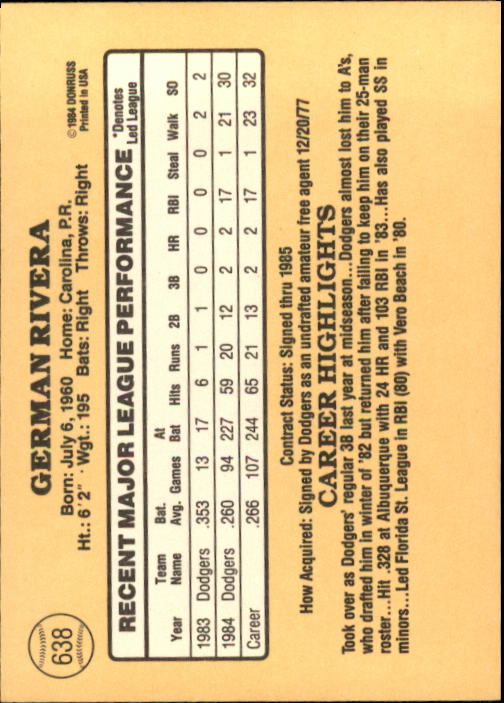 638
GERMAN RIVERA
©1984 DONRUSS
Printed in USA
Born: July 6, 1960 Home: Carolina, P.R.
Ht.: 6'2" Wgt.: 195 Bats: Right Throws: Right
RECENT MAJOR LEAGUE PERFORMANCE
*Denotes
Led League
Year Team Name Bat. Avg. Games At Bat Hits Runs 2B 3B HR RBI Steal Walk SO
1983 Dodgers .353 13 17 6 1 1 0 0 0 0 2 2
1984 Dodgers .260 94 227 59 20 12 2 2 17 1 21 30
Career .266 107 244 65 21 13 2 2 17 1 23 32
Contract Status: Signed thru 1985
How Acquired: Signed by Dodgers as an undrafted amateur free agent 12/20/77
CAREER HIGHLIGHTS
Took over as Dodgers' regular 3B last year at midseason...Dodgers almost lost him to A's,
who drafted him in winter of '82 but returned him after failing to keep him on their 25-man
roster...Hit .328 at Albuquerque with 24 HR and 103 RBI in '83...Has also played SS in
minors...Led Florida St. League in RBI (80) with Vero Beach in '80.